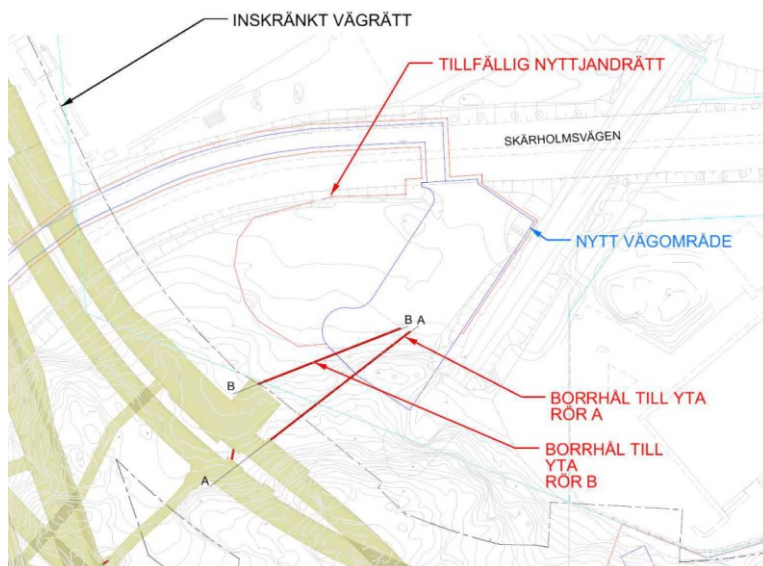 INSKRÄNKT VÄGRÄTT
TILLFÄLLIG NYTTJANDRÄTT
SKÄRHOLMSVÄGEN
NYTT VÄGOMRÅDE
B A
B
BORRHÅL TILL YTA
RÖR A
BORRHÅL TILL
YTA
RÖR B
A